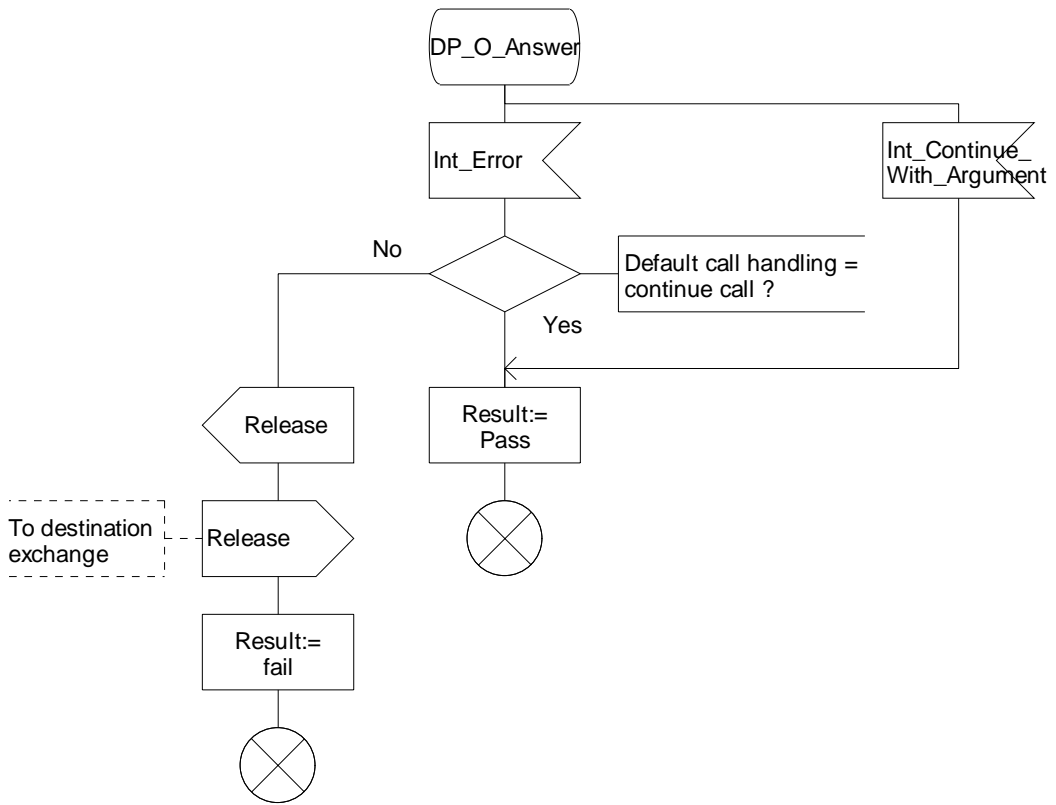 DP_O_Answer
Int_Error
Int_Continue_
With_Argument
No
Default call handling =
continue call ?
Yes
Release
Result:=
Pass
To destination
exchange
Release
Result:=
fail